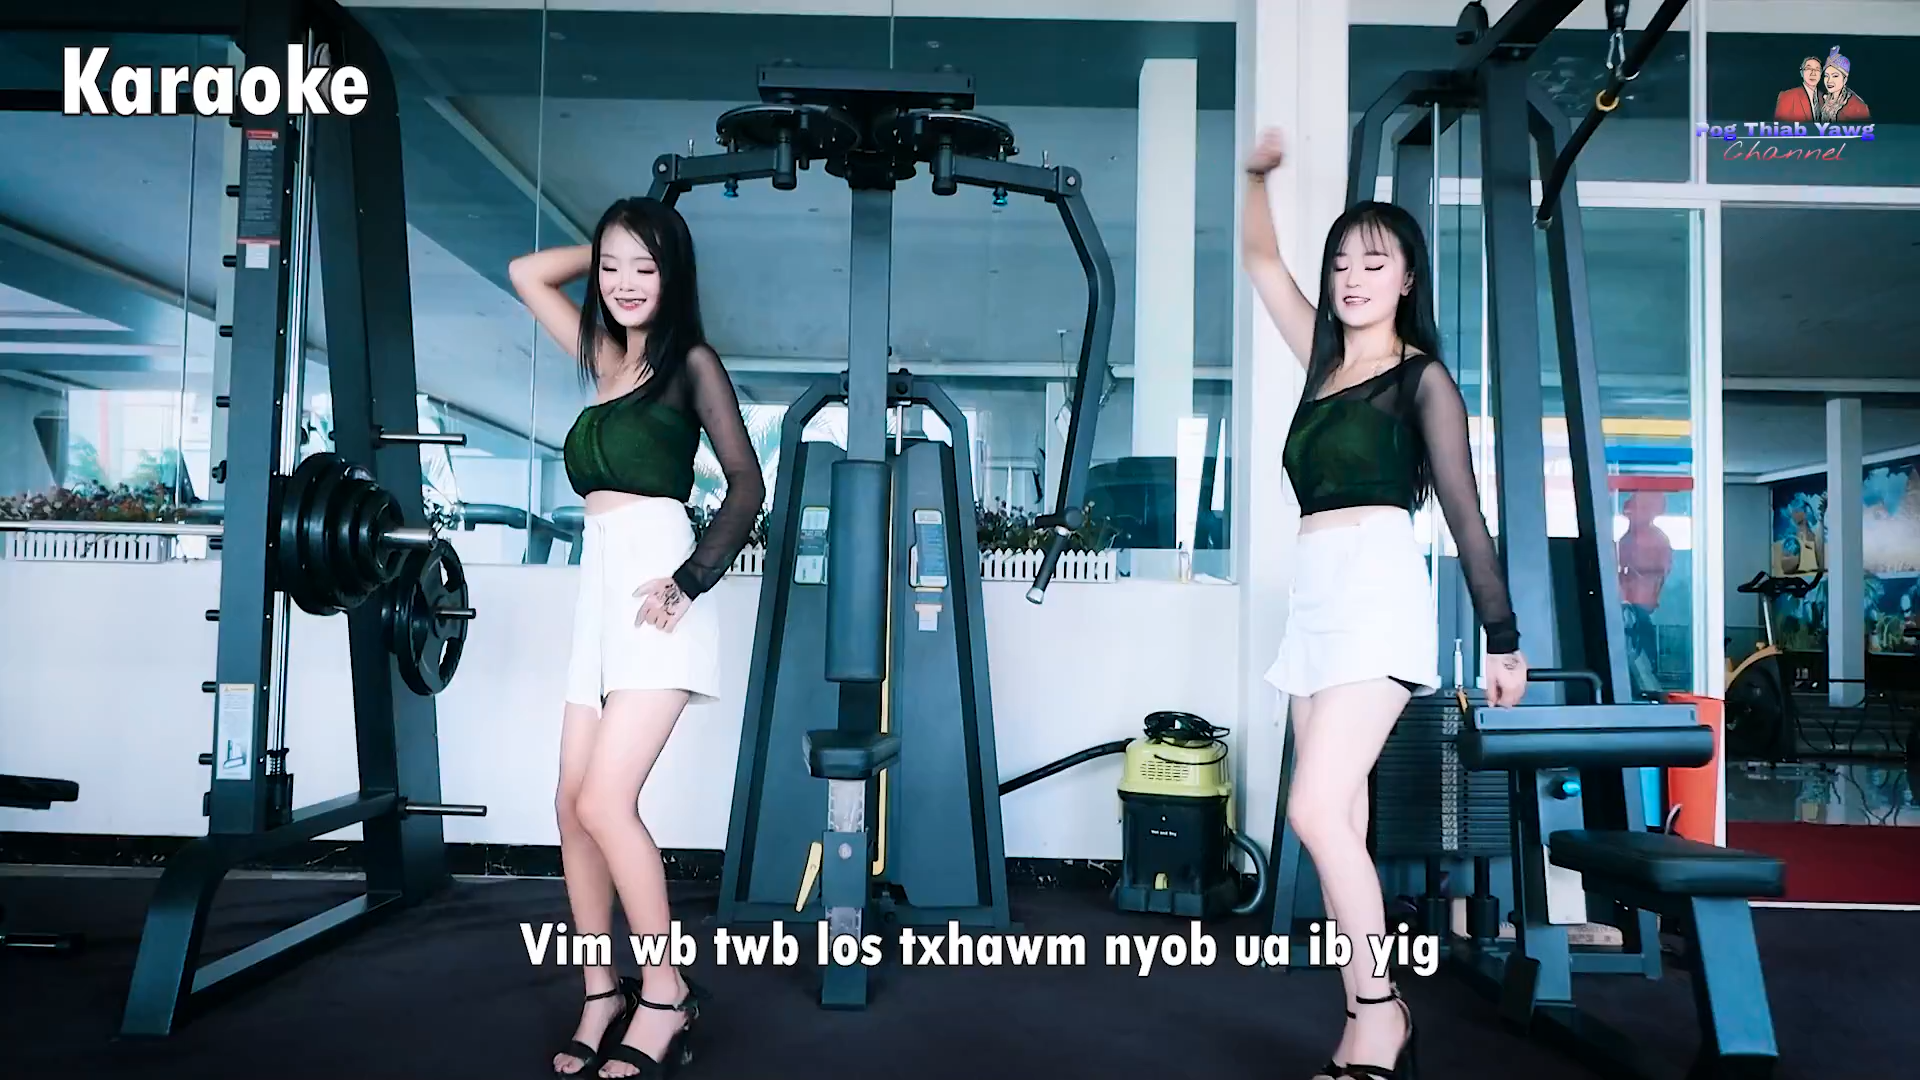 Karaoke
Pog Thiab Yawg
Channel
Vim wb twb los txhawm nyob ua ib yig